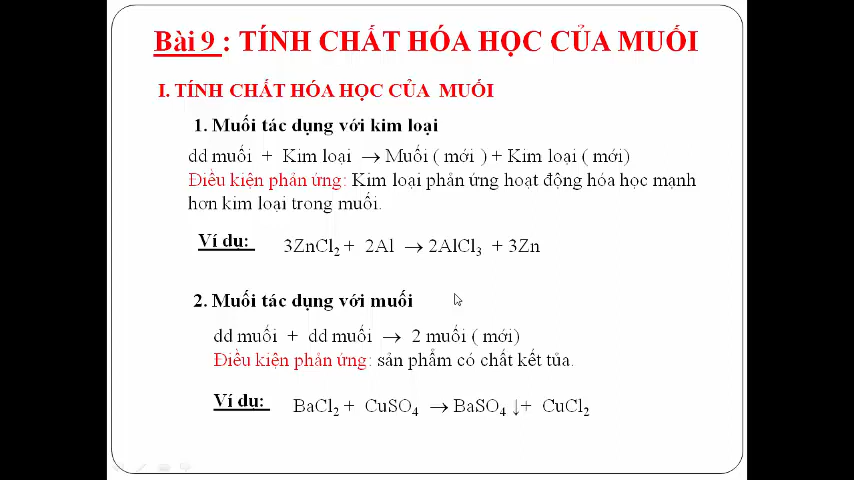 Bài 9 : TÍNH CHẤT HÓA HỌC CỦA MUỐI
I. TÍNH CHẤT HÓA HỌC CỦA MUỐI
1. Muối tác dụng với kim loại
dd muối + Kim loại → Muối ( mới ) + Kim loại ( mới)
Điều kiện phản ứng: Kim loại phản ứng hoạt động hóa học mạnh
hơn kim loại trong muối.
Ví dụ: 3ZnCl₂ + 2Al → 2AlCl₃ + 3Zn
2. Muối tác dụng với muối
dd muối + dd muối → 2 muối ( mới)
Điều kiện phản ứng: sản phẩm có chất kết tủa.
Ví dụ: BaCl₂ + CuSO₄ → BaSO₄ ↓+ CuCl₂